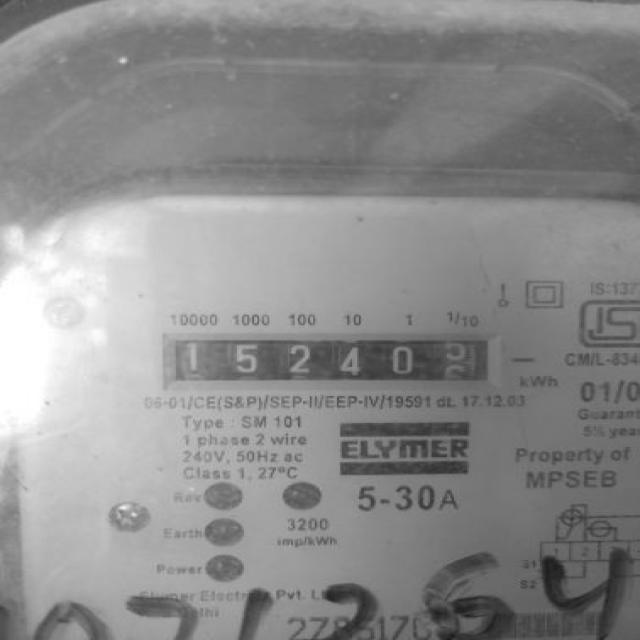 IS:137
10000 1000 100 10 1 1/10
1 5 2 4 0
kWh
CM/L-834
01/0
06-01/CE(S&P)/SEP-II/EEP-IV/19591 dt. 17.12.03
Guarant
5½ year
Type : SM 101
1 phase 2 wire
240V, 50Hz ac
Class 1, 27°C
ELYMER
5-30A
Property of
MPSEB
Earth
3200
imp/kWh
Power
Pvt.